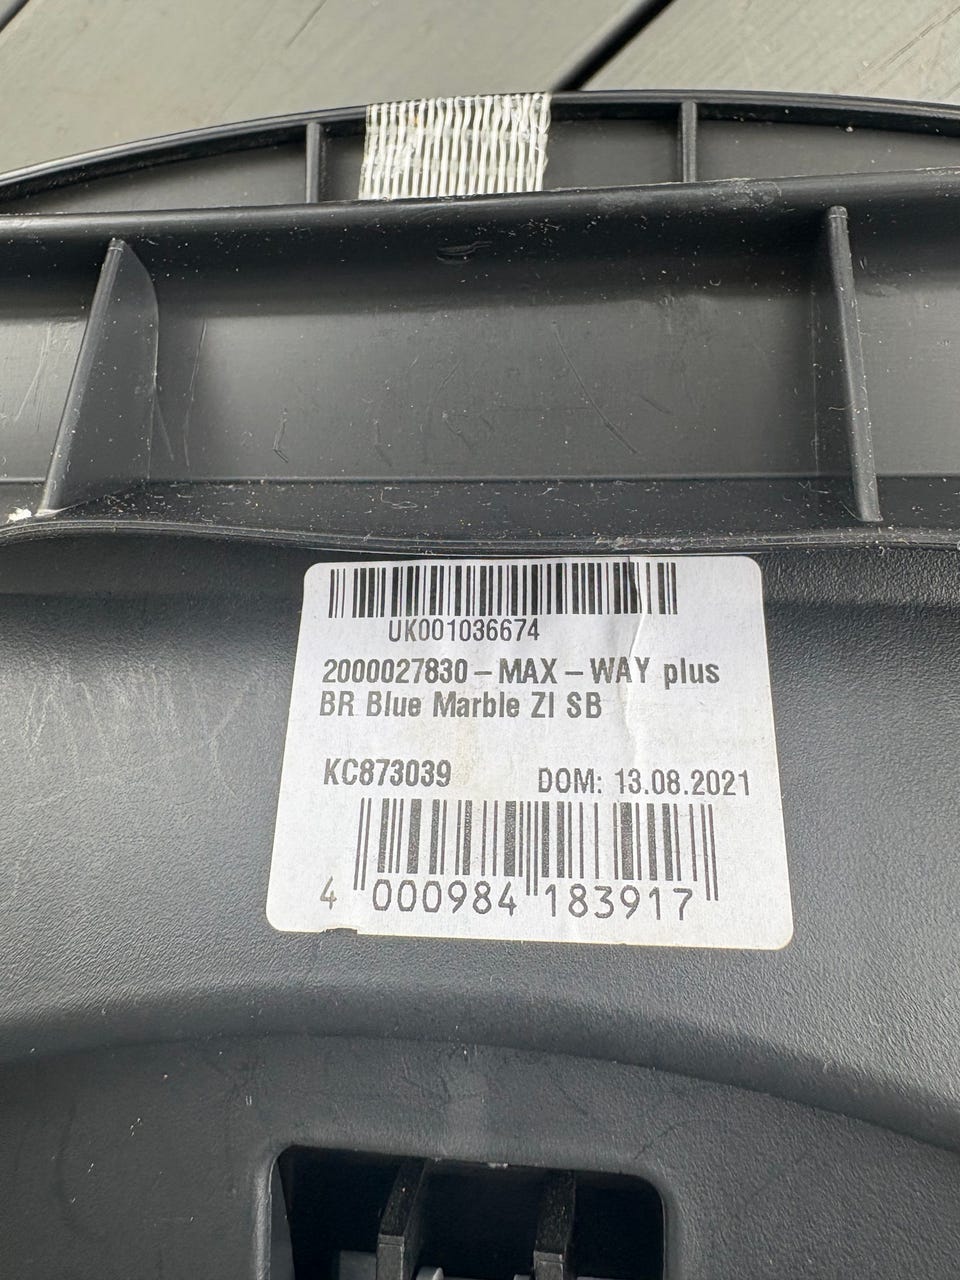 UK001036674
2000027830 - MAX - WAY plus
BR Blue Marble ZI SB
KC873039 DOM: 13.08.2021
4 000984 183917